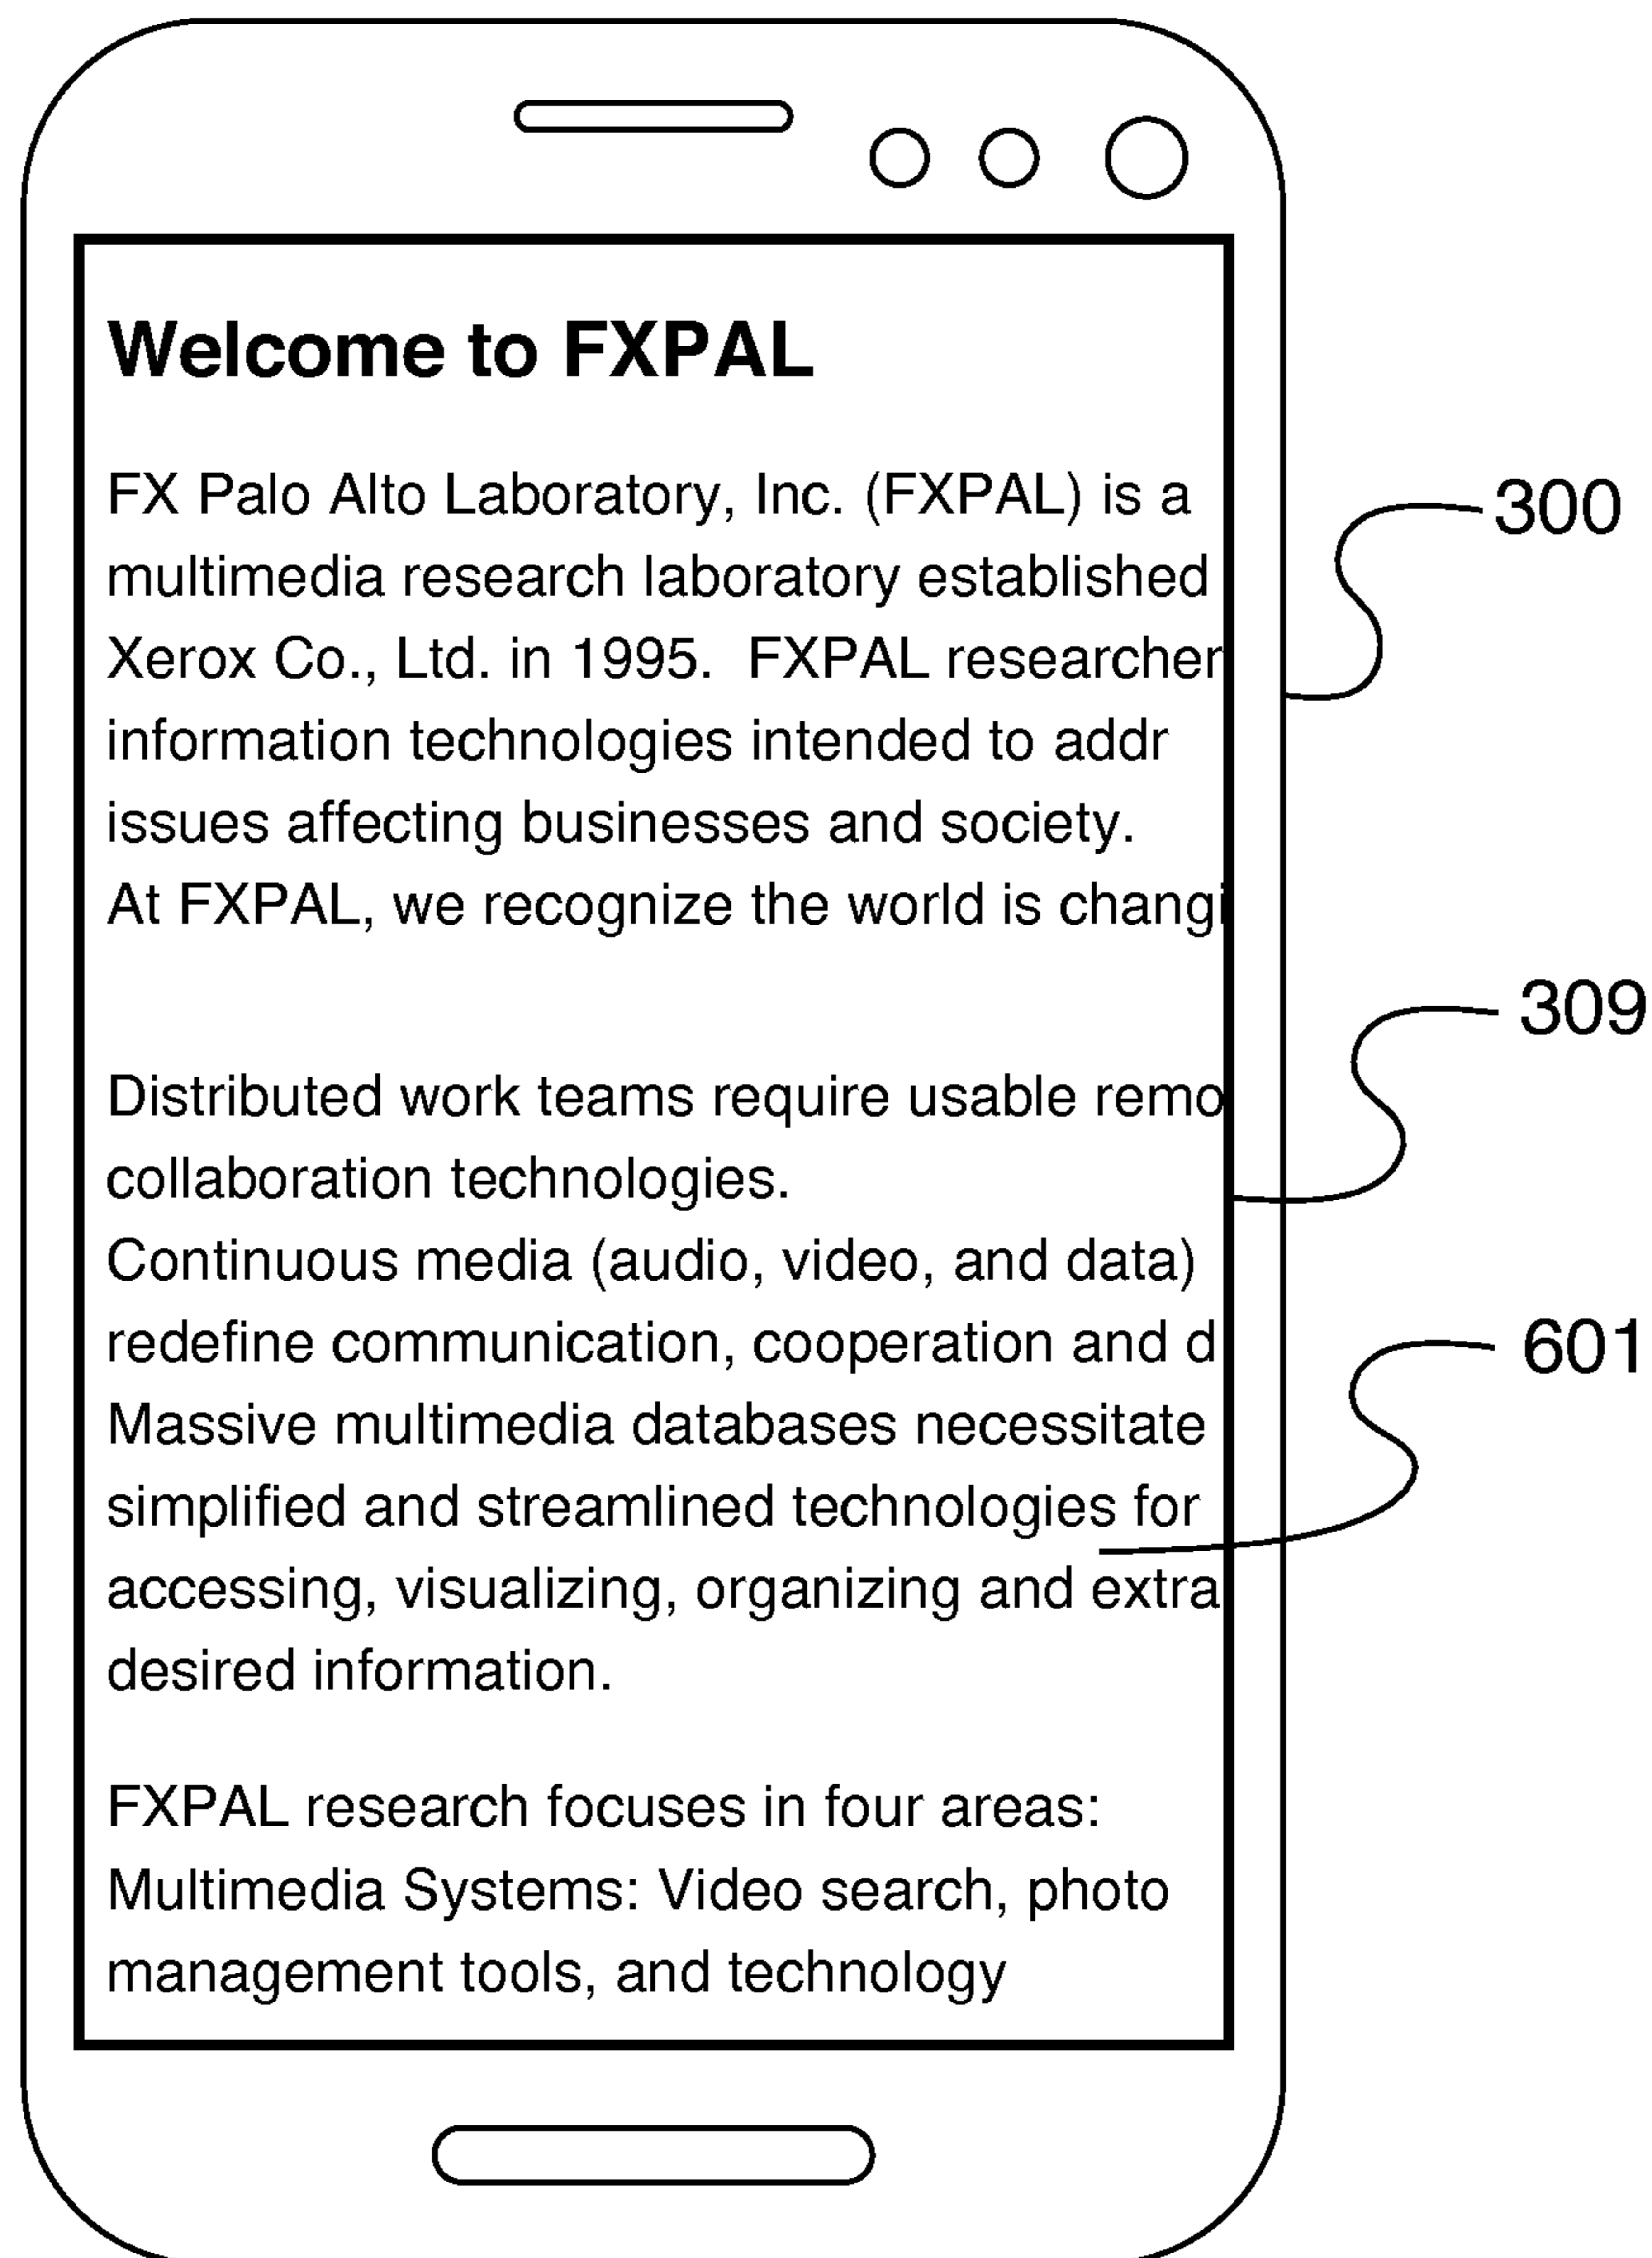 Welcome to FXPAL
FX Palo Alto Laboratory, Inc. (FXPAL) is a
multimedia research laboratory established
Xerox Co., Ltd. in 1995.  FXPAL researcher
information technologies intended to addr
issues affecting businesses and society.
At FXPAL, we recognize the world is changi
Distributed work teams require usable remo
collaboration technologies.
Continuous media (audio, video, and data)
redefine communication, cooperation and d
Massive multimedia databases necessitate
simplified and streamlined technologies for
accessing, visualizing, organizing and extra
desired information.
FXPAL research focuses in four areas:
Multimedia Systems: Video search, photo
management tools, and technology
300
309
601